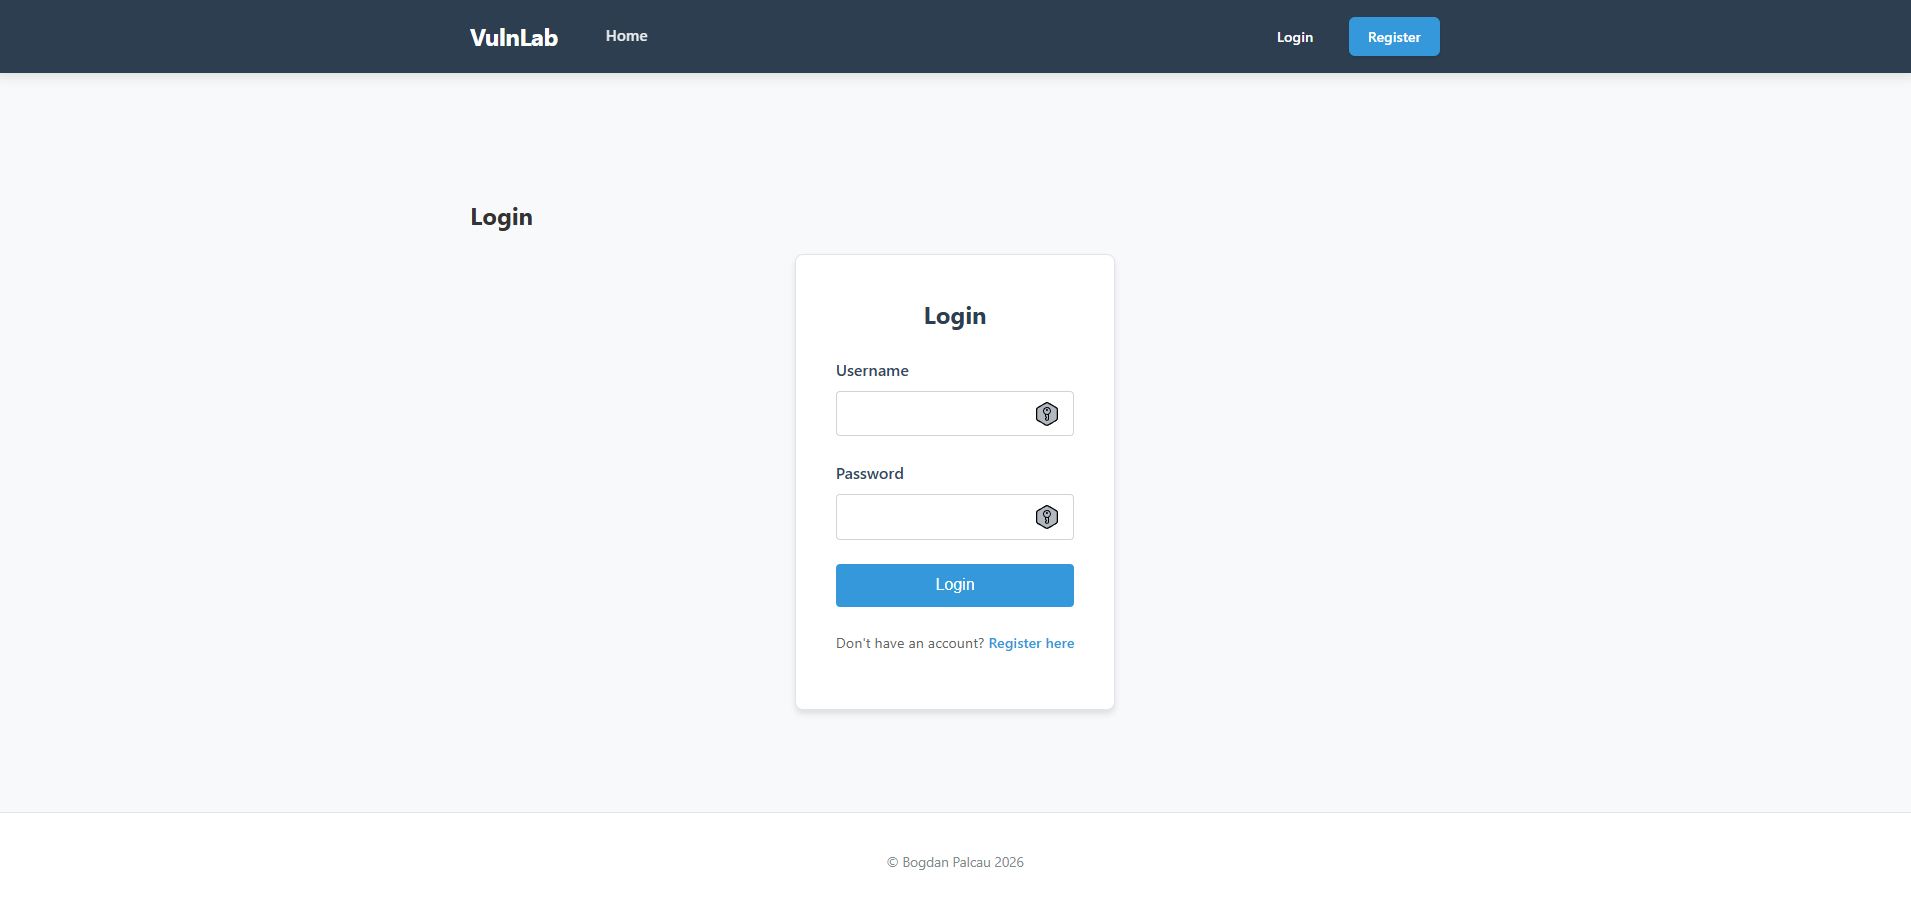 VulnLab Home Login Register
Login
Login
Username
Password
Login
Don't have an account? Register here
© Bogdan Palcau 2026